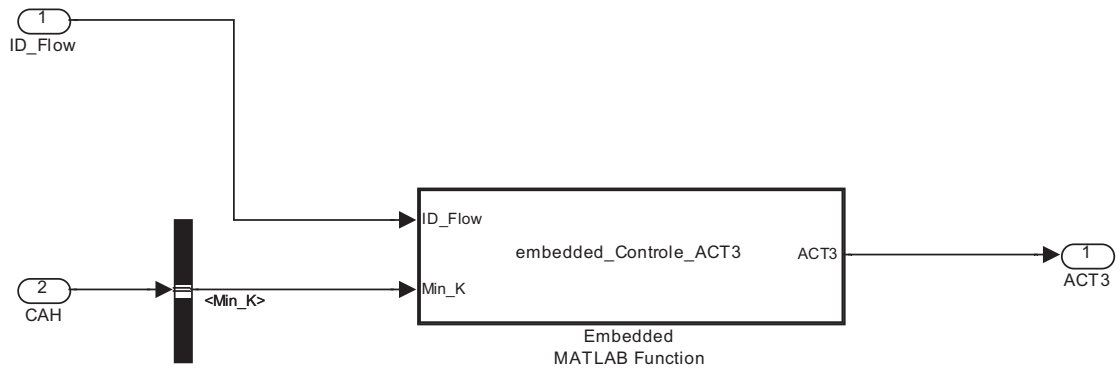 1
ID_Flow
ID_Flow
embedded_Controle_ACT3
ACT3
1
ACT3
2
CAH
<Min_K>
Min_K
Embedded
MATLAB Function